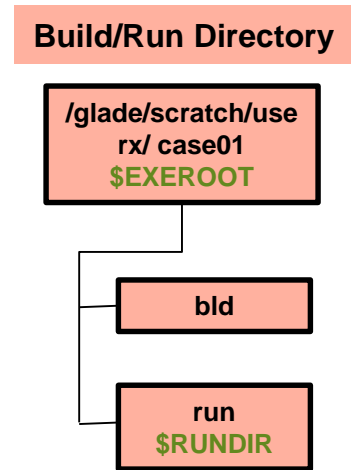 Build/Run Directory
/glade/scratch/use
rx/ case01
$EXEROOT
bld
run
$RUNDIR